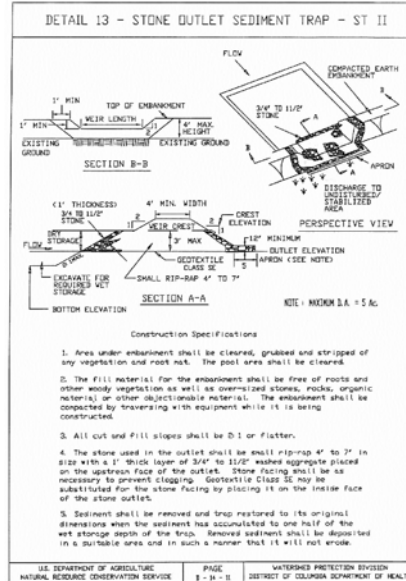 DETAIL 13 - STONE OUTLET SEDIMENT TRAP - ST II
FLOW
COMPACTED EARTH
EMBANKMENT
1' MIN
WEIR LENGTH
TOP OF EMBANKMENT
1' MIN
1
2
4' MAX.
HEIGHT
EXISTING
GROUND
EXISTING GROUND
SECTION B-B
3/4" TO 11/2"
STONE
A
B
B
A
APRON
DISCHARGE TO
UNDISTURBED/
STABILIZED
AREA
PERSPECTIVE VIEW
(1' THICKNESS)
3/4 TO 11/2"
STONE
4' MIN. WIDTH
1
2
WEIR CREST
2
1
CREST
ELEVATION
DRY
STORAGE
3' MAX
12" MINIMUM
FLOW
OUTLET ELEVATION
GEOTEXTILE
CLASS SE
5
APRON (SEE NOTE)
EXCAVATE FOR
REQUIRED WET
STORAGE
SMALL RIP-RAP 4" TO 7"
BOTTOM ELEVATION
SECTION A-A
NOTE: MAXIMUM D.A. = 5 Ac.
Construction Specifications
1. Area under embankment shall be cleared, grubbed and stripped of
any vegetation and root mat. The pool area shall be cleared.
2. The fill material for the embankment shall be free of roots and
other woody vegetation as well as over-sized stones, rocks, organic
material or other objectionable material. The embankment shall be
compacted by traversing with equipment while it is being
constructed.
3. All cut and fill slopes shall be 2:1 or flatter.
4. The stone used in the outlet shall be small rip-rap 4" to 7" in
size with a 1' thick layer of 3/4" to 11/2" washed aggregate placed
on the upstream face of the outlet. Stone facing shall be as
necessary to prevent clogging. Geotextile Class SE may be
substituted for the stone facing by placing it on the inside face
of the stone outlet.
5. Sediment shall be removed and trap restored to its original
dimensions when the sediment has accumulated to one half of the
wet storage depth of the trap. Removed sediment shall be deposited
in a suitable area and in such a manner that it will not erode.
U.S. DEPARTMENT OF AGRICULTURE
NATURAL RESOURCE CONSERVATION SERVICE
PAGE
WATERSHED PROTECTION DIVISION
DISTRICT OF COLUMBIA DEPARTMENT OF HEALT